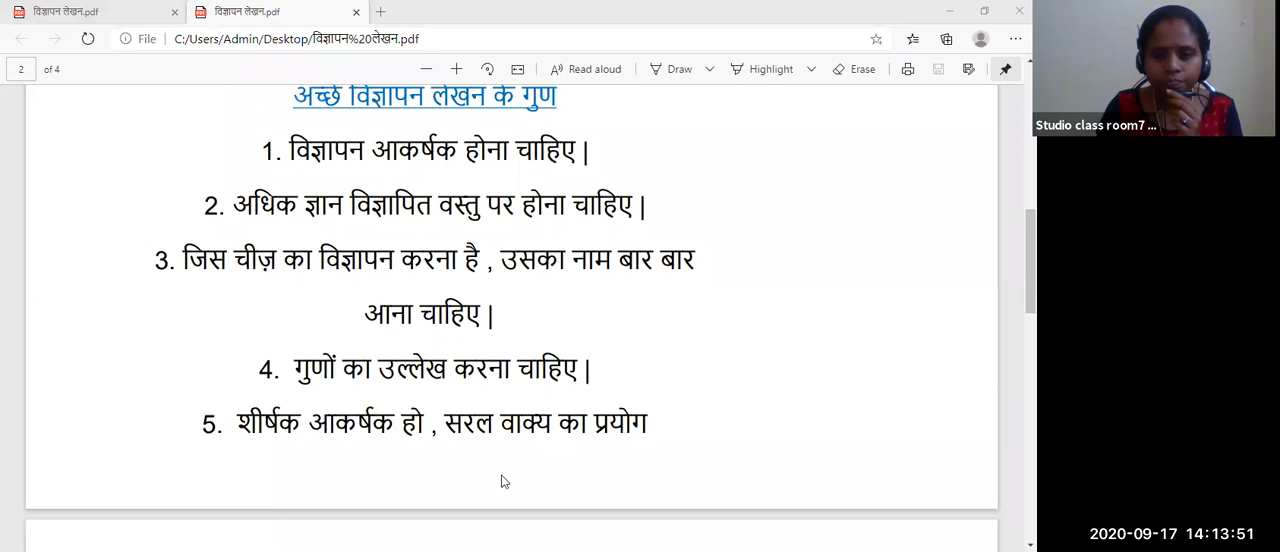 विज्ञापन लेखन.pdf
विज्ञापन लेखन.pdf
File
C:/Users/Admin/Desktop/विज्ञापन%20लेखन.pdf
2 of 4
Read aloud
Draw
Highlight
Erase
अच्छे विज्ञापन लेखन के गुण
1. विज्ञापन आकर्षक होना चाहिए |
2. अधिक ज्ञान विज्ञापित वस्तु पर होना चाहिए |
3. जिस चीज़ का विज्ञापन करना है , उसका नाम बार बार
आना चाहिए |
4. गुणों का उल्लेख करना चाहिए |
5. शीर्षक आकर्षक हो , सरल वाक्य का प्रयोग
Studio class room7 ...
2020-09-17 14:13:51